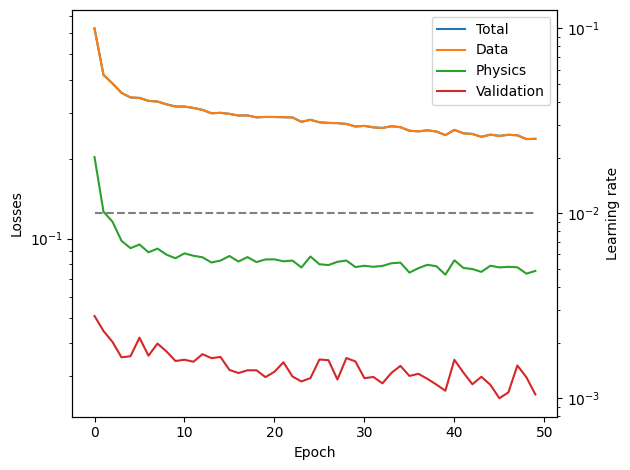 Total
Data
Physics
Validation
10⁻¹
10⁻¹
10⁻²
10⁻³
Losses
Learning rate
0
10
20
30
40
50
Epoch